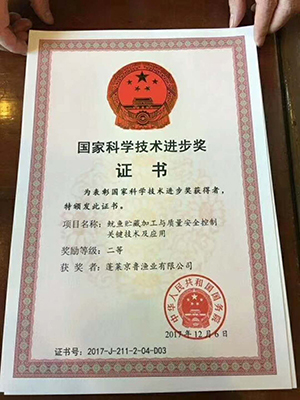 国家科学技术进步奖
证书
为表彰国家科学技术进步奖获得者，
特颁发此证书。
项目名称：鱿鱼贮藏加工与质量安全控制
关键技术及应用
奖励等级：二等
获奖者：蓬莱京鲁渔业有限公司
中华人民共和国国务院
2017年12月6日
证书号：2017-J-211-2-04-D03